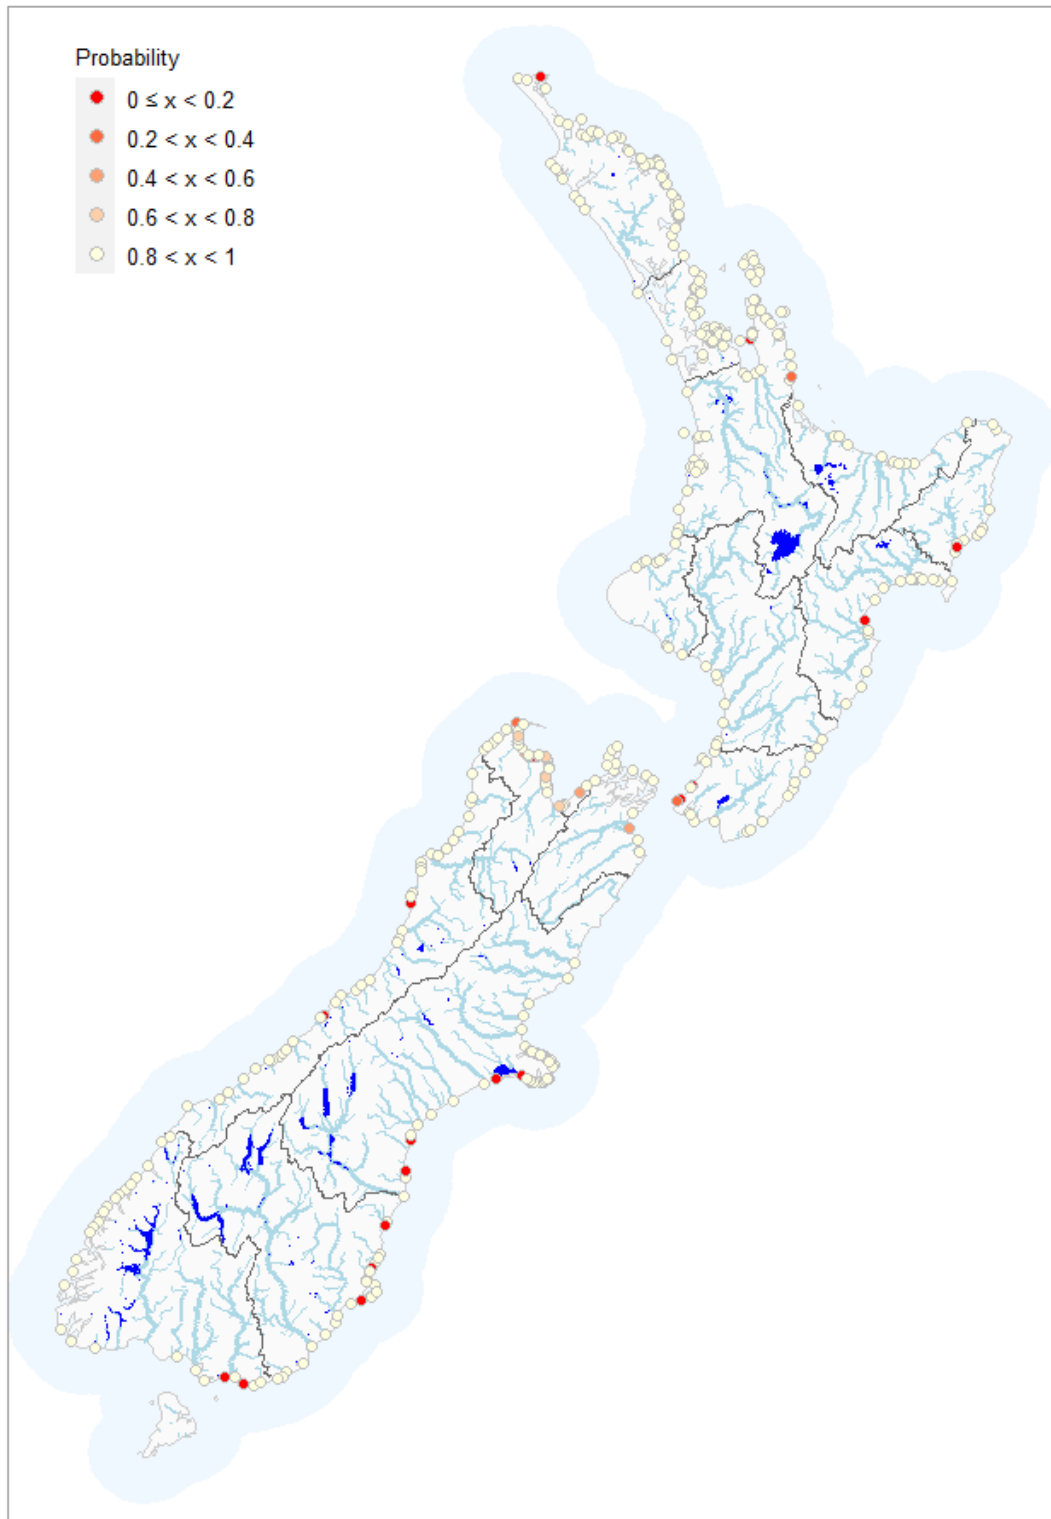 Probability
0 ≤ x < 0.2
0.2 < x < 0.4
0.4 < x < 0.6
0.6 < x < 0.8
0.8 < x < 1